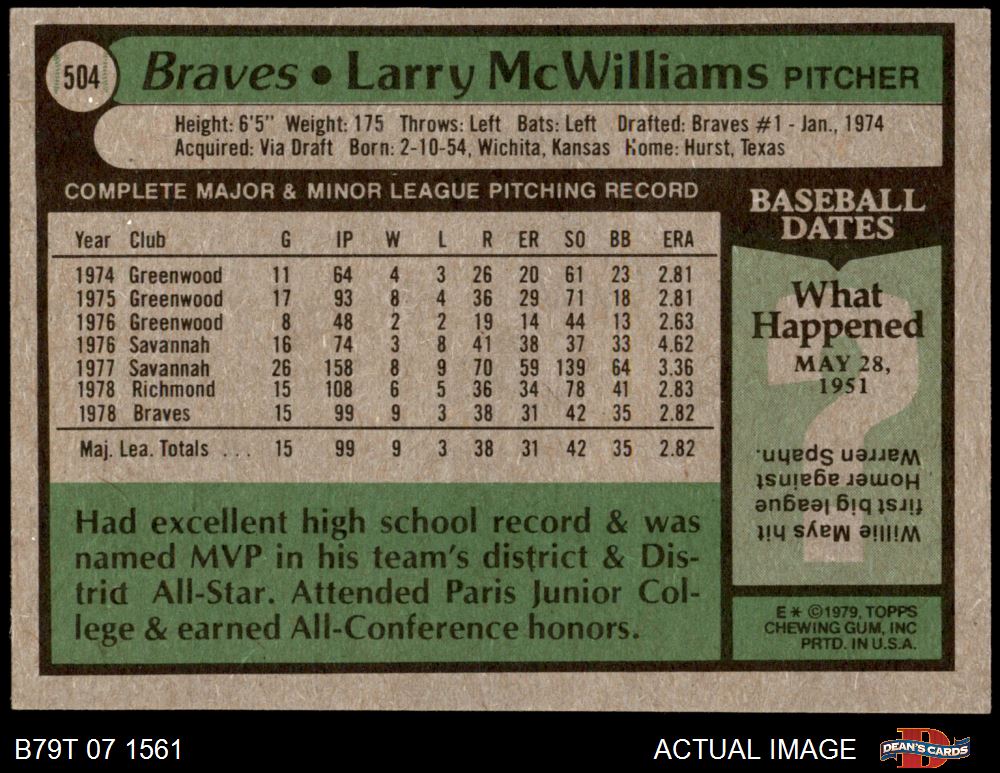 504 Braves • Larry McWilliams PITCHER
Height: 6'5" Weight: 175 Throws: Left Bats: Left Drafted: Braves #1 - Jan., 1974
Acquired: Via Draft Born: 2-10-54, Wichita, Kansas Home: Hurst, Texas
COMPLETE MAJOR & MINOR LEAGUE PITCHING RECORD
Year Club G IP W L R ER SO BB ERA
1974 Greenwood 11 64 4 3 26 20 61 23 2.81
1975 Greenwood 17 93 8 4 36 29 71 18 2.81
1976 Greenwood 8 48 2 2 19 14 44 13 2.63
1976 Savannah 16 74 3 8 41 38 37 33 4.62
1977 Savannah 26 158 8 9 70 59 139 64 3.36
1978 Richmond 15 108 6 5 36 34 78 41 2.83
1978 Braves 15 99 9 3 38 31 42 35 2.82
Maj. Lea. Totals . . . 15 99 9 3 38 31 42 35 2.82
Had excellent high school record & was
named MVP in his team's district & Dis-
trict All-Star. Attended Paris Junior Col-
lege & earned All-Conference honors.
BASEBALL
DATES
What
Happened
MAY 28,
1951
?
Willie Mays hit
first big league
Homer against
Warren Spahn.
E * ©1979, TOPPS
CHEWING GUM, INC
PRTD. IN U.S.A.
B79T 07 1561
ACTUAL IMAGE
D
DEAN'S CARDS